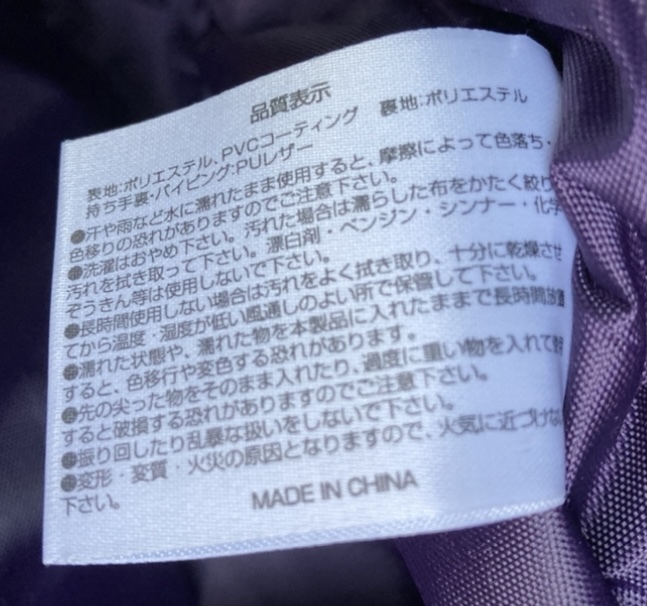 品質表示
表地:ポリエステル、PVCコーティング 裏地:ポリエステル
持ち手裏・パイピング:PUレザー
●汗や雨など水に濡れたまま使用すると、摩擦によって色落ち・
色移りの恐れがありますのでご注意下さい。
●洗濯はおやめ下さい。汚れた場合は濡らした布をかたく絞り
汚れを拭き取って下さい。漂白剤・ベンジン・シンナー・化学
ぞうきん等は使用しないで下さい。
●長時間使用しない場合は汚れをよく拭き取り、十分に乾燥させ
てから温度・湿度が低い風通しのよい所で保管して下さい。
●濡れた状態や、濡れた物を本製品に入れたままで長時間放置
すると、色移行や変色する恐れがあります。
●先の尖った物をそのまま入れたり、過度に重い物を入れて
すると破損する恐れがありますのでご注意下さい。
●振り回したり乱暴な扱いをしないで下さい。
●変形・変質・火災の原因となりますので、火気に近づけな
下さい。
MADE IN CHINA